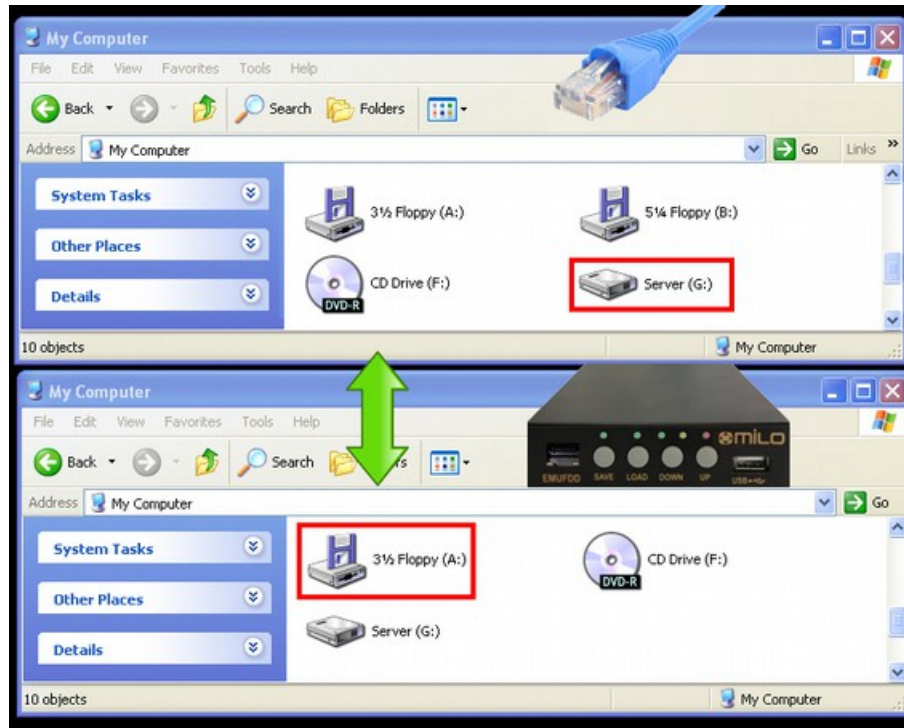 My Computer
File Edit View Favorites Tools Help
Back Search Folders
Address My Computer Go Links »
System Tasks
3½ Floppy (A:) 5¼ Floppy (B:)
Other Places
CD Drive (F:) Server (G:)
DVD-R
Details
10 objects My Computer
My Computer
File Edit View Favorites Tools Help
milo
Back Search
EMUFDD SAVE LOAD DOWN UP USB
Address My Computer Go
System Tasks
3½ Floppy (A:) CD Drive (F:)
DVD-R
Other Places
Server (G:)
Details
10 objects My Computer